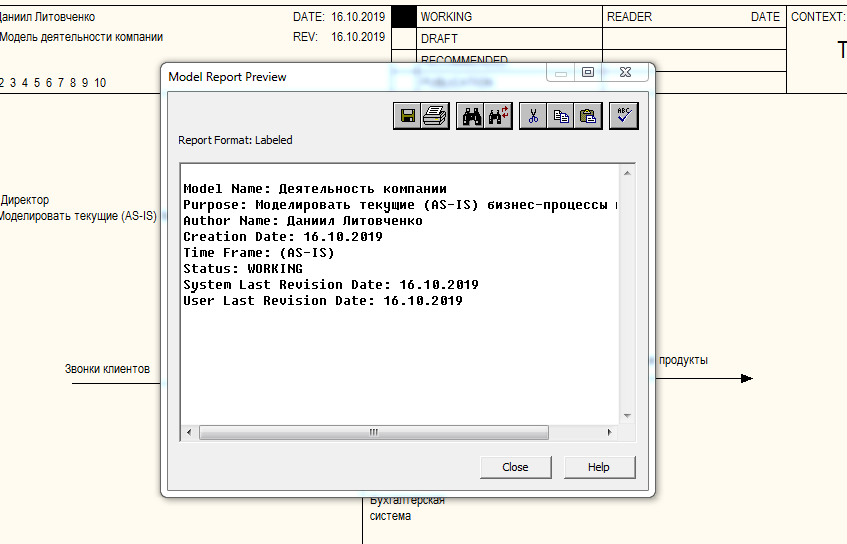 Даниил Литовченко DATE: 16.10.2019 WORKING READER DATE CONTEXT:
Модель деятельности компании REV: 16.10.2019 DRAFT
RECOMMENDED
2 3 4 5 6 7 8 9 10 PUBLICATION
Model Report Preview
Report Format: Labeled
ABC
Model Name: Деятельность компании
Purpose: Моделировать текущие (AS-IS) бизнес-процессы
Author Name: Даниил Литовченко
Creation Date: 16.10.2019
Time Frame: (AS-IS)
Status: WORKING
System Last Revision Date: 16.10.2019
User Last Revision Date: 16.10.2019
Директор
Моделировать текущие (AS-IS)
Звонки клиентов
продукты
Close Help
Бухгалтерская
система